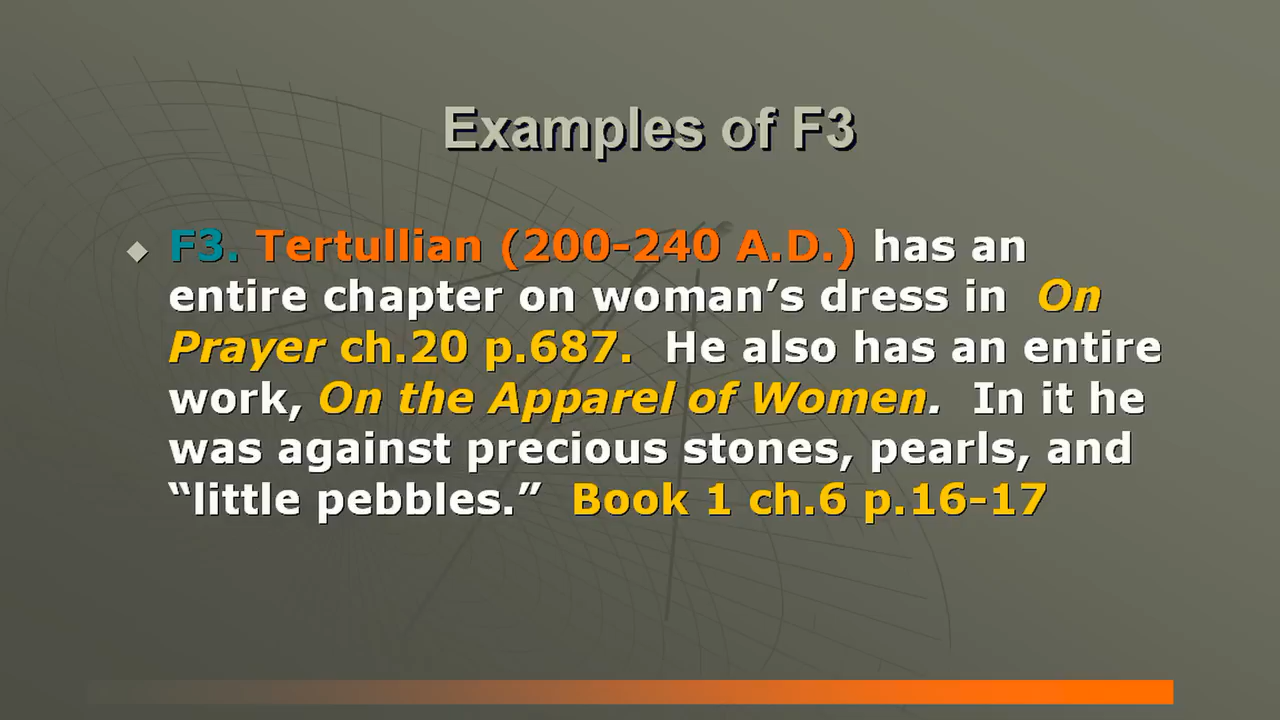 Examples of F3
F3. Tertullian (200-240 A.D.) has an
entire chapter on woman’s dress in On
Prayer ch.20 p.687. He also has an entire
work, On the Apparel of Women. In it he
was against precious stones, pearls, and
“little pebbles.” Book 1 ch.6 p.16-17